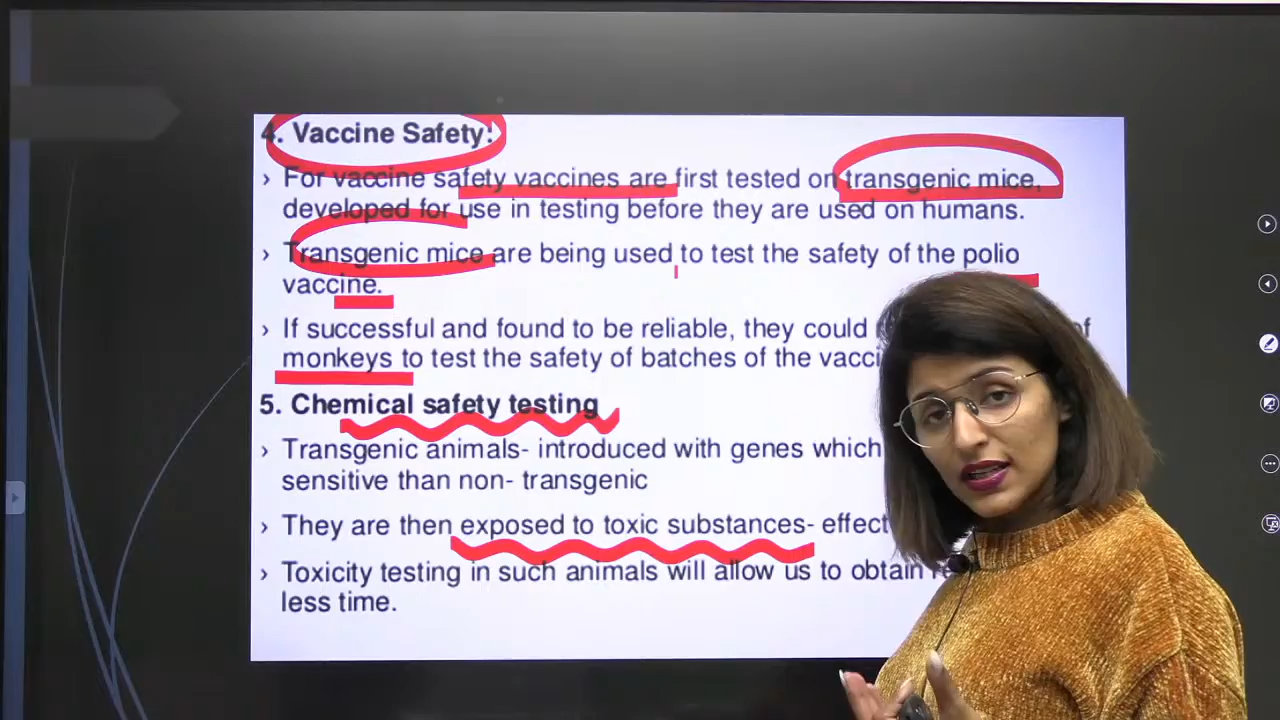 4. Vaccine Safety:
› For vaccine safety vaccines are first tested on transgenic mice,
developed for use in testing before they are used on humans.
› Transgenic mice are being used to test the safety of the polio
vaccine.
› If successful and found to be reliable, they could of
monkeys to test the safety of batches of the
5. Chemical safety testing
› Transgenic animals- introduced with genes which
sensitive than non- transgenic
› They are then exposed to toxic substances-
› Toxicity testing in such animals will allow us to obtain
less time.